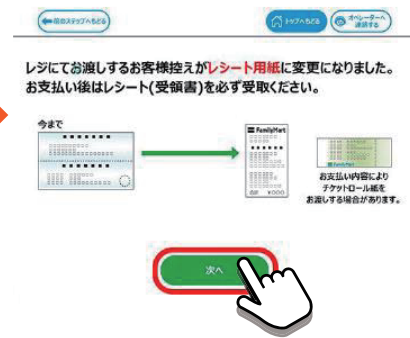 前のステップへもどる
トップへもどる
オペレーターへ
連絡する
レジにてお渡しするお客様控えがレシート用紙に変更になりました。
お支払い後はレシート(受領書)を必ず受取ください。
今まで
FamilyMart
お支払い内容により
チケットロール紙を
お渡しする場合があります。
次へ